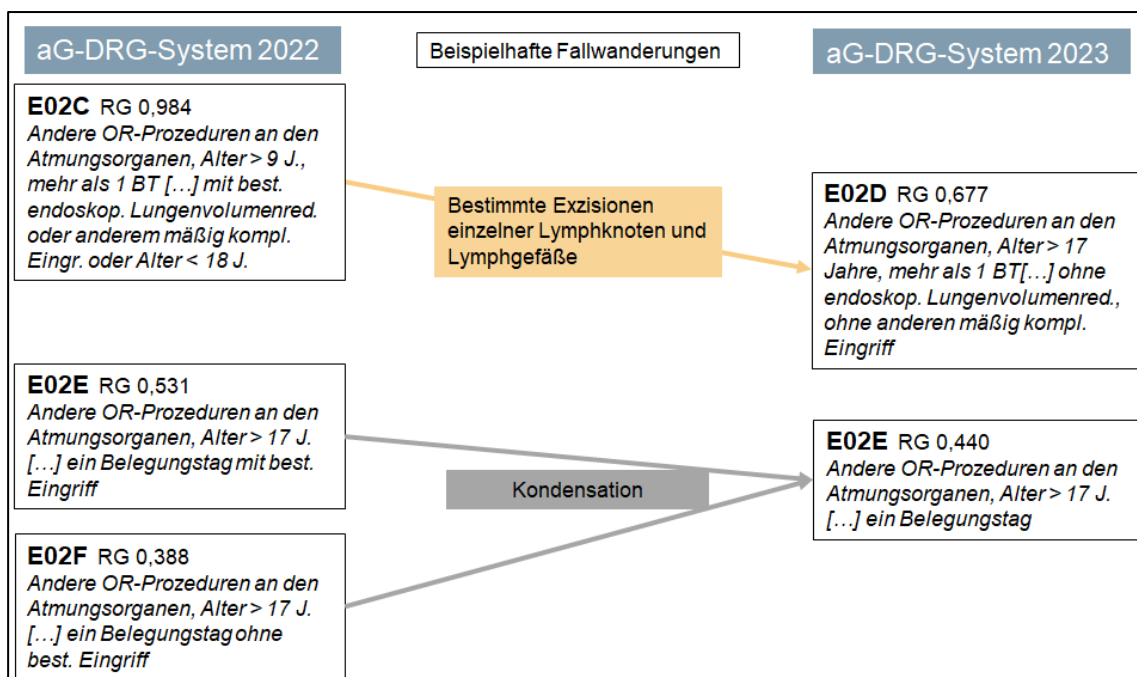 aG-DRG-System 2022
Beispielhafte Fallwanderungen
aG-DRG-System 2023
E02C RG 0,984
Andere OR-Prozeduren an den
Atmungsorganen, Alter > 9 J.,
mehr als 1 BT [...] mit best.
endoskop. Lungenvolumenred.
oder anderem mäßig kompl.
Eingr. oder Alter < 18 J.
Bestimmte Exzisionen
einzelner Lymphknoten und
Lymphgefäße
E02D RG 0,677
Andere OR-Prozeduren an den
Atmungsorganen, Alter > 17
Jahre, mehr als 1 BT[...] ohne
endoskop. Lungenvolumenred.,
ohne anderen mäßig kompl.
Eingriff
E02E RG 0,531
Andere OR-Prozeduren an den
Atmungsorganen, Alter > 17 J.
[...] ein Belegungstag mit best.
Eingriff
Kondensation
E02E RG 0,440
Andere OR-Prozeduren an den
Atmungsorganen, Alter > 17 J.
[...] ein Belegungstag
E02F RG 0,388
Andere OR-Prozeduren an den
Atmungsorganen, Alter > 17 J.
[...] ein Belegungstag ohne
best. Eingriff